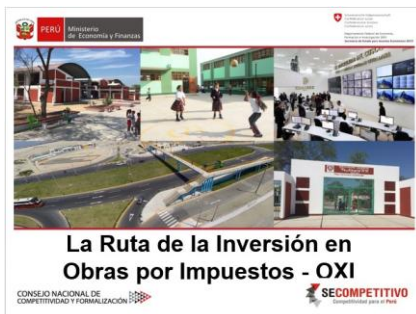 PERÚ
Ministerio
de Economía y Finanzas
La Ruta de la Inversión en
Obras por Impuestos - OXI
CONSEJO NACIONAL DE
COMPETITIVIDAD Y FORMALIZACIÓN
SECOMPETITIVO
Competitividad para el Perú